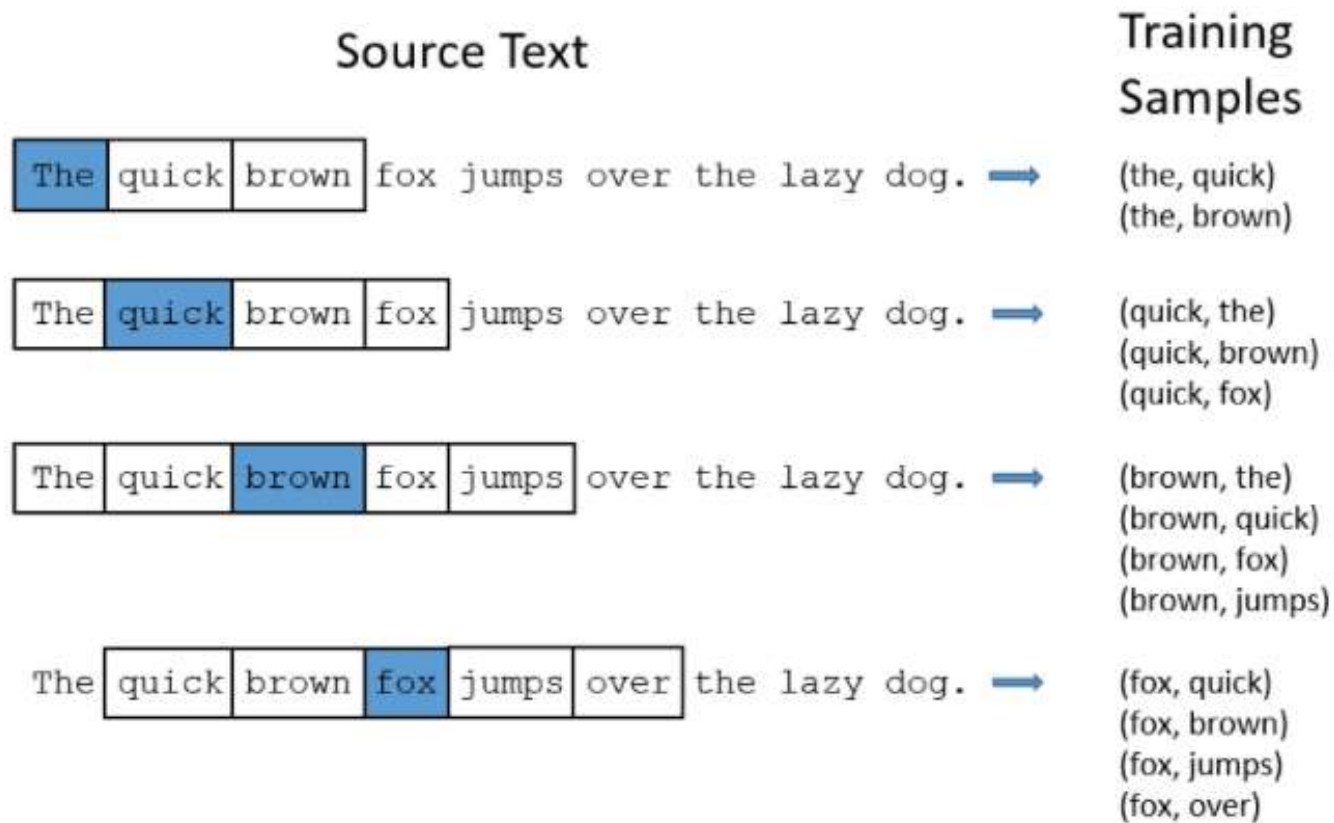 Source Text
Training
Samples
The quick brown fox jumps over the lazy dog.
(the, quick)
(the, brown)
The quick brown fox jumps over the lazy dog.
(quick, the)
(quick, brown)
(quick, fox)
The quick brown fox jumps over the lazy dog.
(brown, the)
(brown, quick)
(brown, fox)
(brown, jumps)
The quick brown fox jumps over the lazy dog.
(fox, quick)
(fox, brown)
(fox, jumps)
(fox, over)